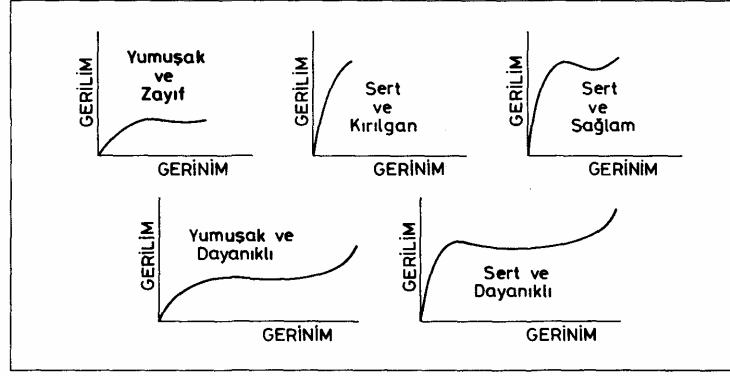 Yumuşak
ve
Zayıf
GERİLİM
GERİNİM
Sert
ve
Kırılgan
GERİLİM
GERİNİM
Sert
ve
Sağlam
GERİLİM
GERİNİM
Yumuşak ve
Dayanıklı
GERİLİM
GERİNİM
Sert ve
Dayanıklı
GERİLİM
GERİNİM